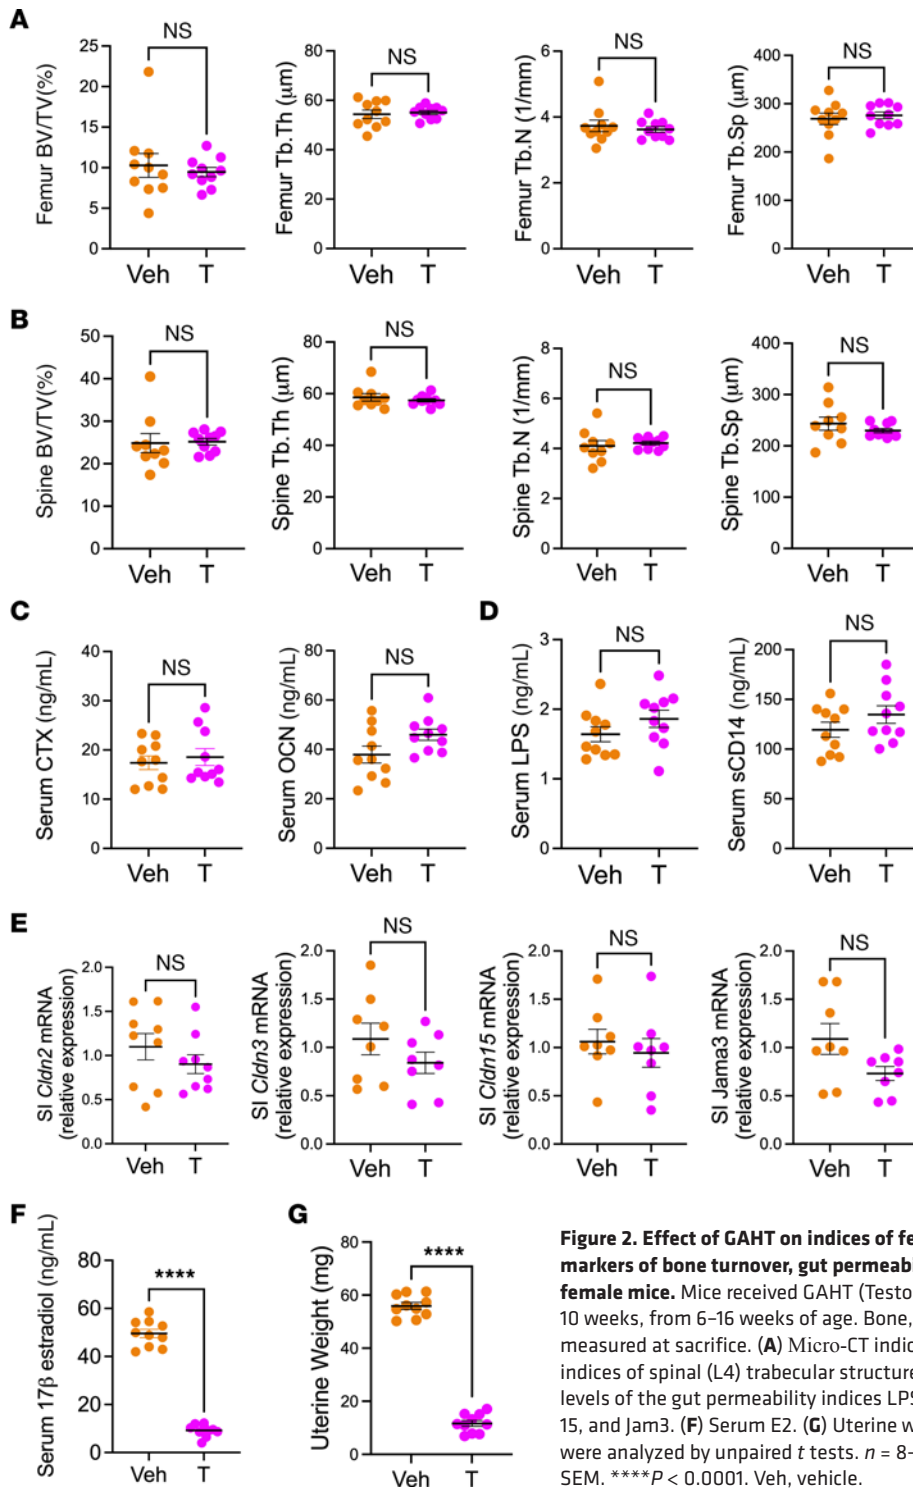 A
NS
NS
NS
NS
Femur BV/TV(%)
25
20
15
10
5
0
Veh T
Femur Tb.Th (μm)
80
60
40
20
0
Veh T
Femur Tb.N (1/mm)
6
4
2
0
Veh T
Femur Tb.Sp (μm)
400
300
200
100
0
Veh T
B
NS
NS
NS
NS
Spine BV/TV(%)
50
40
30
20
10
0
Veh T
Spine Tb.Th (μm)
80
60
40
20
0
Veh T
Spine Tb.N (1/mm)
8
6
4
2
0
Veh T
Spine Tb.Sp (μm)
400
300
200
100
0
Veh T
C
NS
NS
Serum CTX (ng/mL)
40
30
20
10
0
Veh T
Serum OCN (ng/mL)
80
60
40
20
0
Veh T
D
NS
NS
Serum LPS (ng/mL)
3
2
1
0
Veh T
Serum sCD14 (ng/mL)
200
150
100
50
0
Veh T
E
NS
NS
NS
NS
SI Cldn2 mRNA
(relative expression)
2.0
1.5
1.0
0.5
0.0
Veh T
SI Cldn3 mRNA
(relative expression)
2.0
1.5
1.0
0.5
0.0
Veh T
SI Cldn15 mRNA
(relative expression)
2.0
1.5
1.0
0.5
0.0
Veh T
SI Jama3 mRNA
(relative expression)
2.0
1.5
1.0
0.5
0.0
Veh T
F
****
Serum 17β estradiol (ng/mL)
80
60
40
20
0
Veh T
G
****
Uterine Weight (mg)
80
60
40
20
0
Veh T
Figure 2. Effect of GAHT on indices of fe
markers of bone turnover, gut permeabi
female mice. Mice received GAHT (Testo
10 weeks, from 6–16 weeks of age. Bone,
measured at sacrifice. (A) Micro-CT indic
indices of spinal (L4) trabecular structure
levels of the gut permeability indices LPS
15, and Jam3. (F) Serum E2. (G) Uterine w
were analyzed by unpaired t tests. n = 8-
SEM. ****P < 0.0001. Veh, vehicle.